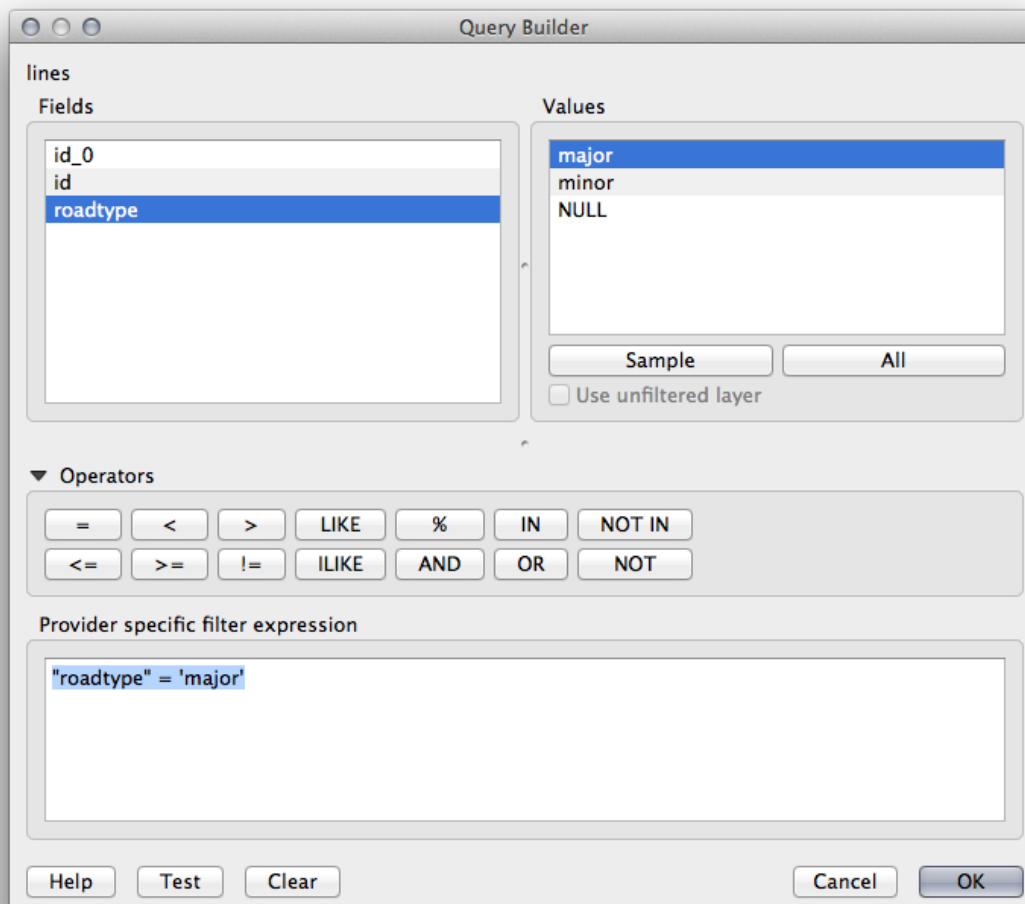 Query Builder
lines
Fields
id_0
id
roadtype
Values
major
minor
NULL
Sample All
Use unfiltered layer
Operators
= < > LIKE % IN NOT IN
<= >= != ILIKE AND OR NOT
Provider specific filter expression
"roadtype" = 'major'
Help Test Clear Cancel OK